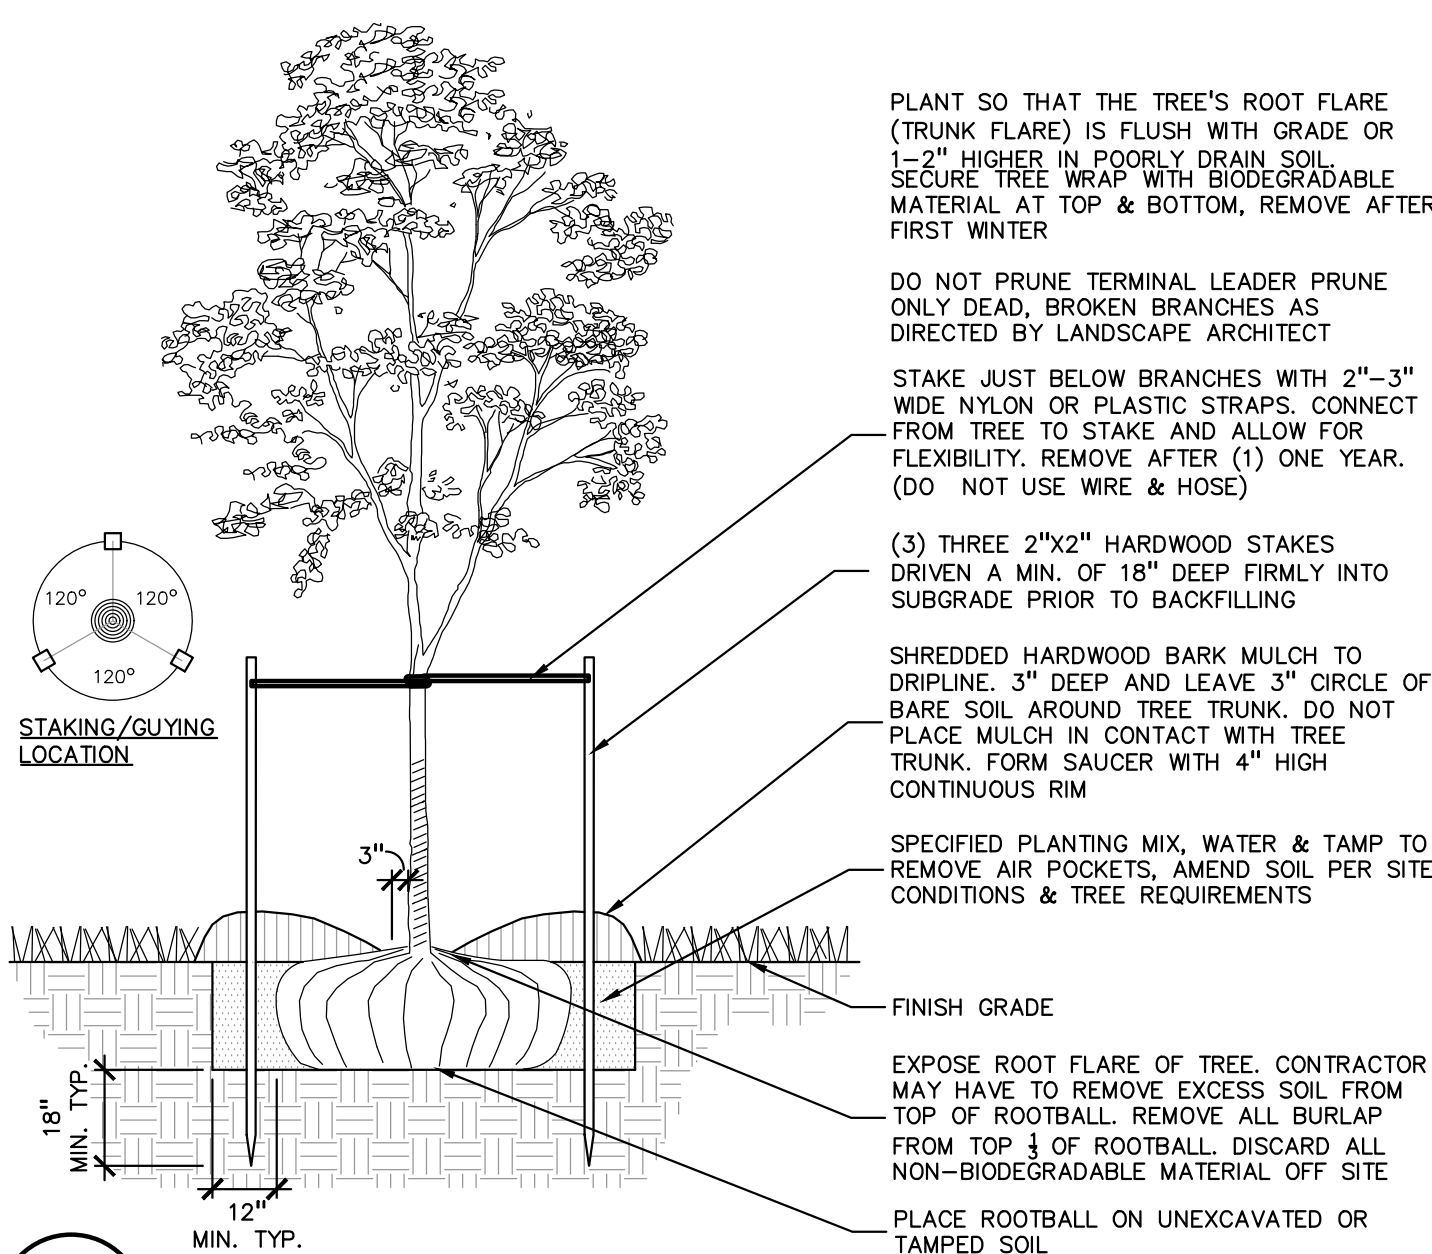 PLANT SO THAT THE TREE'S ROOT FLARE
(TRUNK FLARE) IS FLUSH WITH GRADE OR
1-2" HIGHER IN POORLY DRAIN SOIL.
SECURE TREE WRAP WITH BIODEGRADABLE
MATERIAL AT TOP & BOTTOM, REMOVE AFTER
FIRST WINTER
DO NOT PRUNE TERMINAL LEADER PRUNE
ONLY DEAD, BROKEN BRANCHES AS
DIRECTED BY LANDSCAPE ARCHITECT
STAKE JUST BELOW BRANCHES WITH 2"-3"
WIDE NYLON OR PLASTIC STRAPS. CONNECT
FROM TREE TO STAKE AND ALLOW FOR
FLEXIBILITY. REMOVE AFTER (1) ONE YEAR.
(DO NOT USE WIRE & HOSE)
(3) THREE 2"X2" HARDWOOD STAKES
DRIVEN A MIN. OF 18" DEEP FIRMLY INTO
SUBGRADE PRIOR TO BACKFILLING
SHREDDED HARDWOOD BARK MULCH TO
DRIPLINE. 3" DEEP AND LEAVE 3" CIRCLE OF
BARE SOIL AROUND TREE TRUNK. DO NOT
PLACE MULCH IN CONTACT WITH TREE
TRUNK. FORM SAUCER WITH 4" HIGH
CONTINUOUS RIM
SPECIFIED PLANTING MIX, WATER & TAMP TO
REMOVE AIR POCKETS, AMEND SOIL PER SITE
CONDITIONS & TREE REQUIREMENTS
FINISH GRADE
EXPOSE ROOT FLARE OF TREE. CONTRACTOR
MAY HAVE TO REMOVE EXCESS SOIL FROM
TOP OF ROOTBALL. REMOVE ALL BURLAP
FROM TOP 1/3 OF ROOTBALL. DISCARD ALL
NON-BIODEGRADABLE MATERIAL OFF SITE
PLACE ROOTBALL ON UNEXCAVATED OR
TAMPED SOIL
120° 120°
120°
STAKING/GUYING
LOCATION
3"
18"
MIN. TYP.
12"
MIN. TYP.